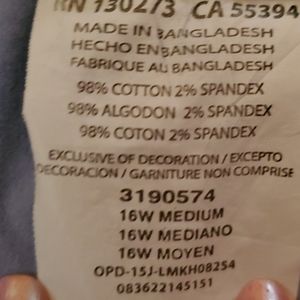 RN 130273 CA 55394
MADE IN BANGLADESH
HECHO EN BANGLADESH
FABRIQUE AU BANGLADESH
98% COTTON 2% SPANDEX
98% ALGODON 2% SPANDEX
98% COTON 2% SPANDEX
EXCLUSIVE OF DECORATION / EXCEPTO
DECORACION / GARNITURE NON COMPRISE
3190574
16W MEDIUM
16W MEDIANO
16W MOYEN
OPD-15J-LMKH08254
083622145151